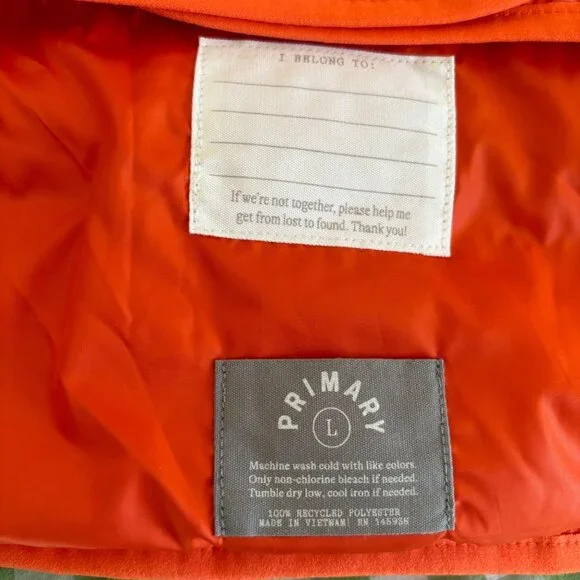 I BELONG TO:
If we're not together, please help me
get from lost to found. Thank you!
PRIMARY
L
Machine wash cold with like colors.
Only non-chlorine bleach if needed.
Tumble dry low, cool iron if needed.
100% RECYCLED POLYESTER
MADE IN VIETNAM! RN 145938